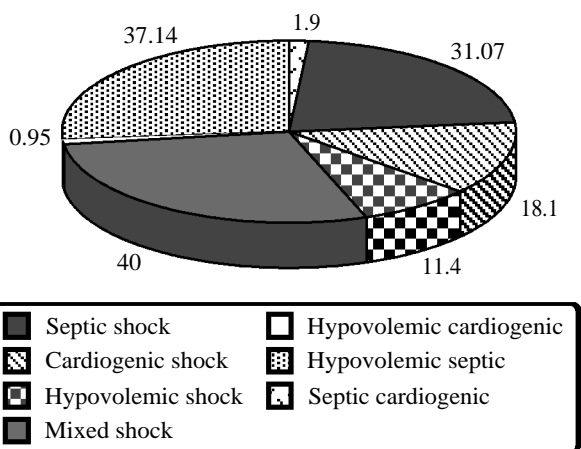 1.9
37.14
31.07
0.95
18.1
40
11.4
Septic shock
Hypovolemic cardiogenic
Cardiogenic shock
Hypovolemic septic
Hypovolemic shock
Septic cardiogenic
Mixed shock